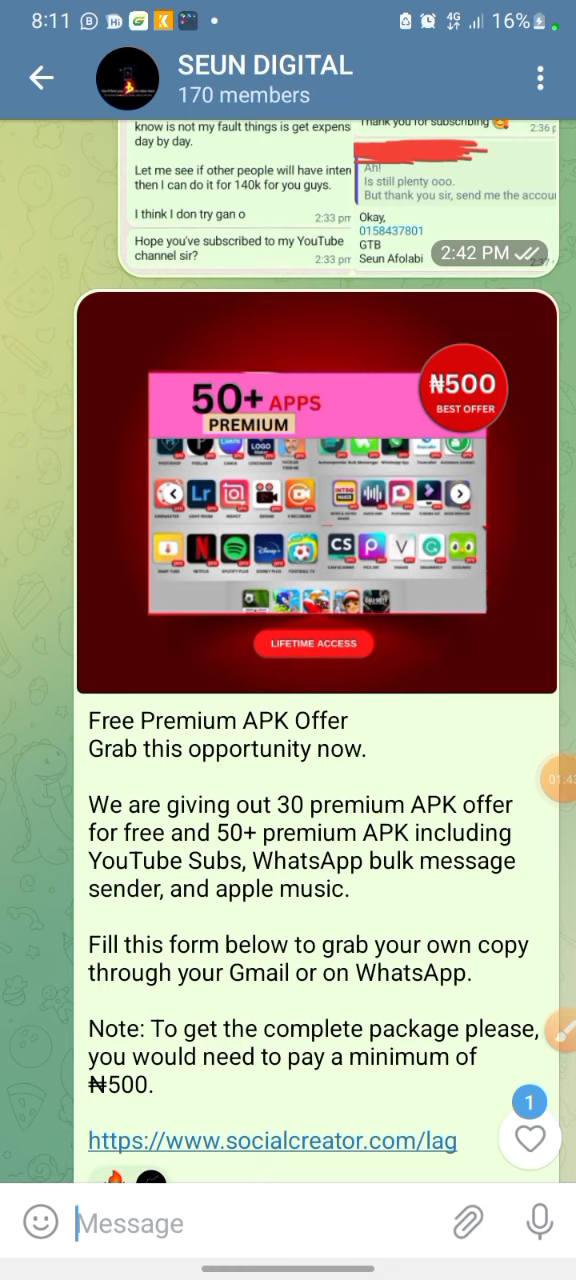 8:11
4G
16%
SEUN DIGITAL
170 members
know is not my fault things is get expens
day by day.
Let me see if other people will have inter
then I can do it for 140k for you guys.
I think I don try gan o
2:33 pm
Hope you've subscribed to my YouTube
channel sir?
2:33 pm
Thank you for subscribing 🥰
2:36 p
Ah!
Is still plenty ooo.
But thank you sir, send me the accou
Okay,
0158437801
GTB
Seun Afolabi
2:42 PM
50+ APPS
PREMIUM
₦500
BEST OFFER
LOGO
Lr
CS
LIFETIME ACCESS
Free Premium APK Offer
Grab this opportunity now.
We are giving out 30 premium APK offer
for free and 50+ premium APK including
YouTube Subs, WhatsApp bulk message
sender, and apple music.
Fill this form below to grab your own copy
through your Gmail or on WhatsApp.
Note: To get the complete package please,
you would need to pay a minimum of
₦500.
https://www.socialcreator.com/lag
01:43
1
Message